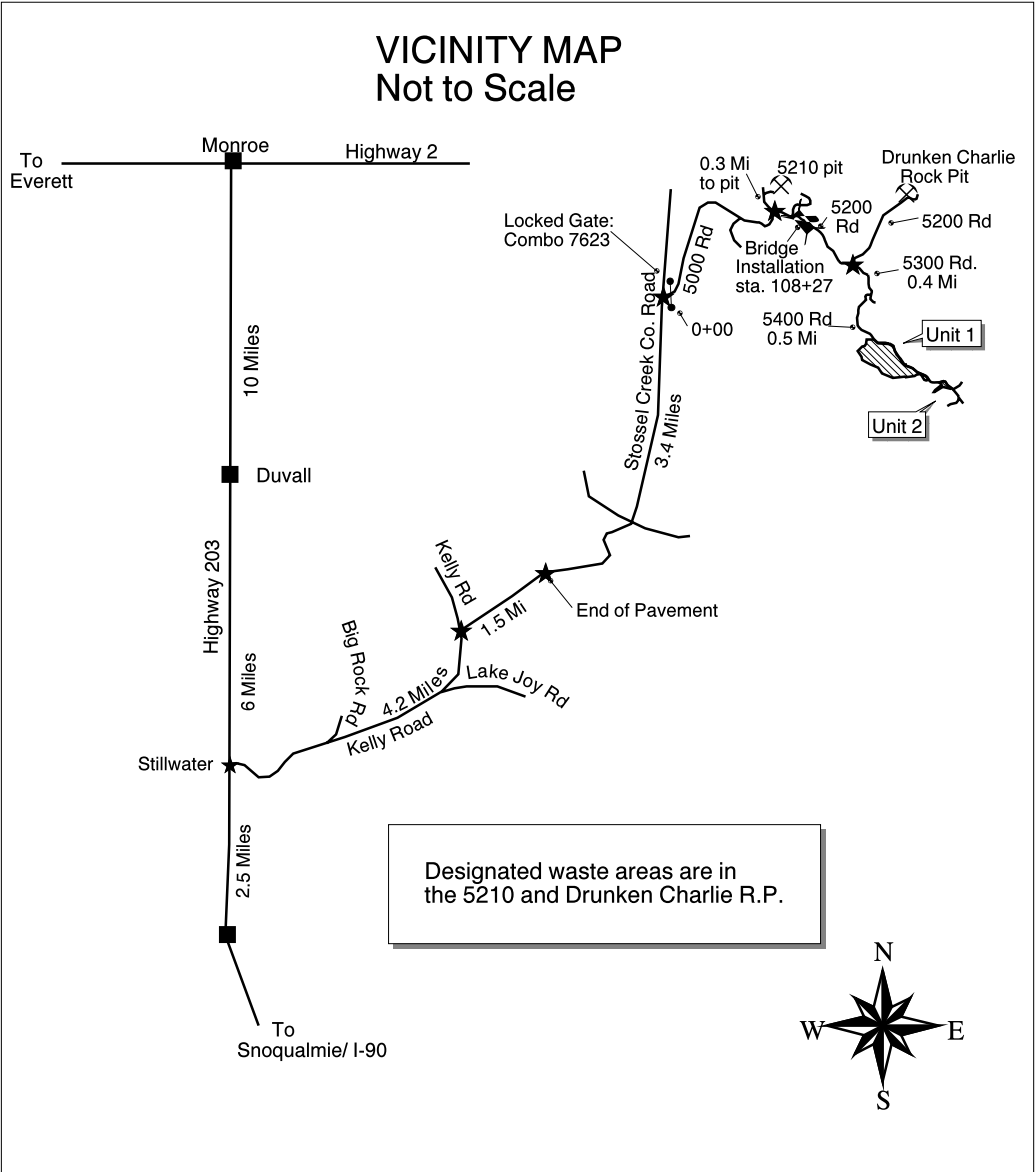 VICINITY MAP
Not to Scale
Monroe
Highway 2
To
Everett
0.3 Mi
to pit
5210 pit
Drunken Charlie
Rock Pit
Locked Gate:
Combo 7623
5200
Rd
5200 Rd
5000 Rd
Bridge
Installation
sta. 108+27
5300 Rd.
0.4 Mi
0+00
5400 Rd
0.5 Mi
Unit 1
Unit 2
10 Miles
Stossel Creek Co. Road
3.4 Miles
Duvall
Highway 203
Kelly Rd
1.5 Mi
End of Pavement
Big Rock Rd
6 Miles
4.2 Miles
Lake Joy Rd
Kelly Road
Stillwater
2.5 Miles
Designated waste areas are in
the 5210 and Drunken Charlie R.P.
To
Snoqualmie/ I-90
N
W
E
S